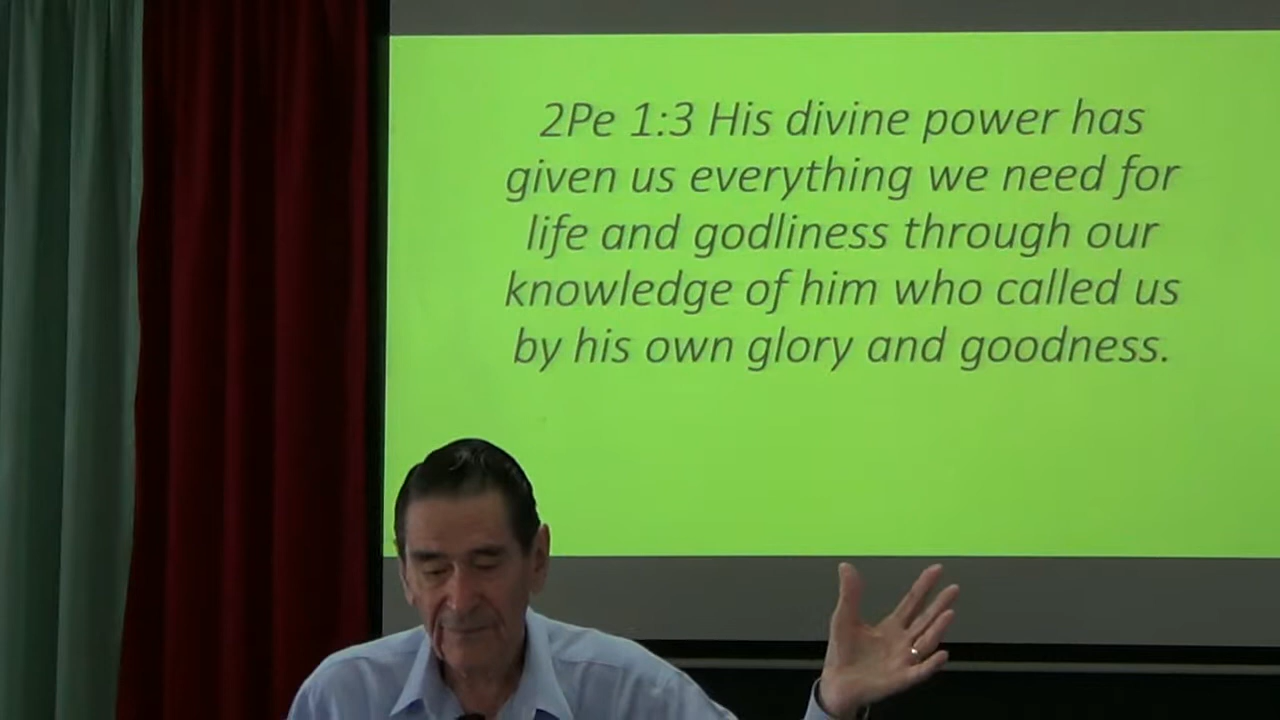 2Pe 1:3 His divine power has
given us everything we need for
life and godliness through our
knowledge of him who called us
by his own glory and goodness.